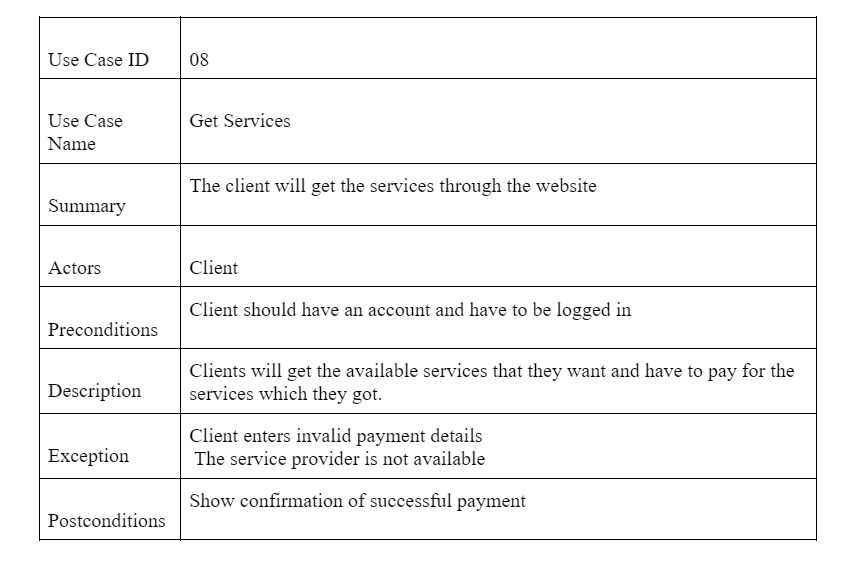 Use Case ID
08
Use Case
Name
Get Services
Summary
The client will get the services through the website
Actors
Client
Preconditions
Client should have an account and have to be logged in
Description
Clients will get the available services that they want and have to pay for the
services which they got.
Exception
Client enters invalid payment details
The service provider is not available
Postconditions
Show confirmation of successful payment